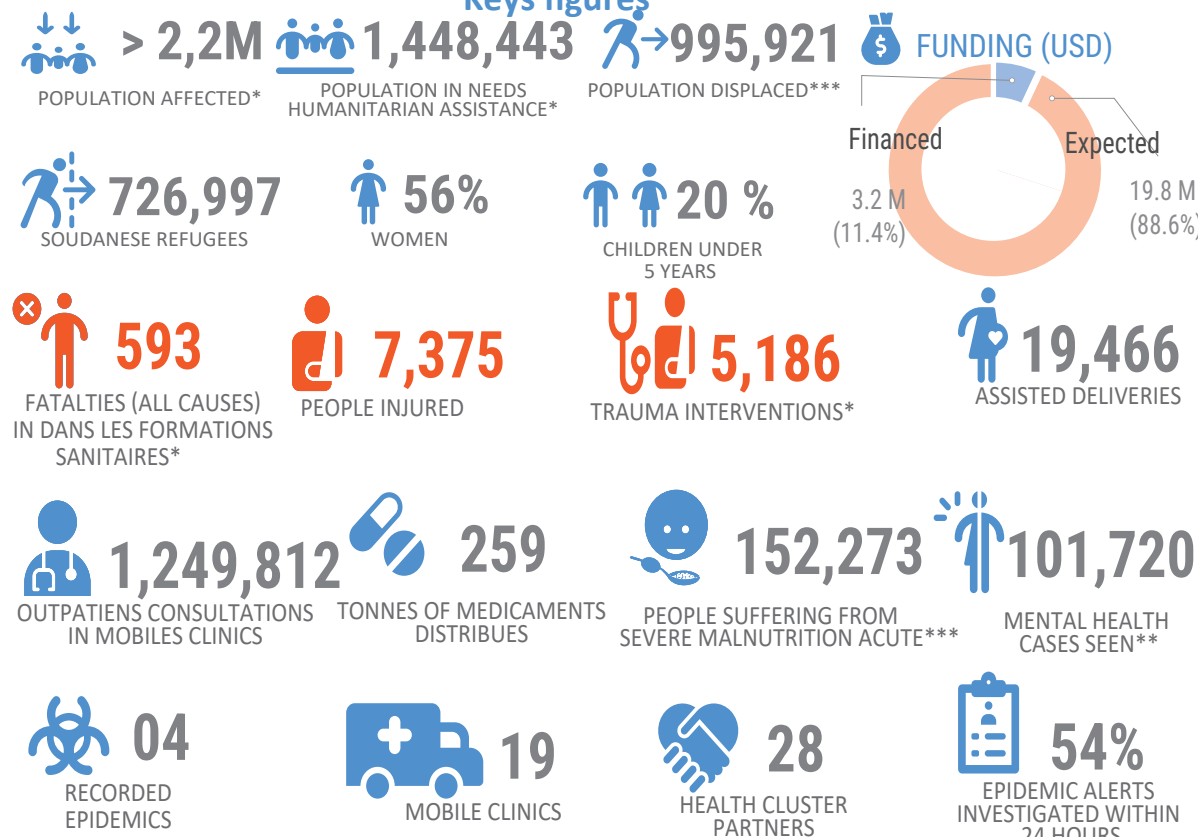 Keys figures
> 2,2M
POPULATION AFFECTED*
1,448,443
POPULATION IN NEEDS
HUMANITARIAN ASSISTANCE*
995,921
POPULATION DISPLACED***
$ FUNDING (USD)
Financed
3.2 M
(11.4%)
Expected
19.8 M
(88.6%)
726,997
SOUDANESE REFUGEES
56%
WOMEN
20 %
CHILDREN UNDER
5 YEARS
593
FATALTIES (ALL CAUSES)
IN DANS LES FORMATIONS
SANITAIRES*
7,375
PEOPLE INJURED
5,186
TRAUMA INTERVENTIONS*
19,466
ASSISTED DELIVERIES
1,249,812
OUTPATIENS CONSULTATIONS
IN MOBILES CLINICS
259
TONNES OF MEDICAMENTS
DISTRIBUES
152,273
PEOPLE SUFFERING FROM
SEVERE MALNUTRITION ACUTE***
101,720
MENTAL HEALTH
CASES SEEN**
04
RECORDED
EPIDEMICS
19
MOBILE CLINICS
28
HEALTH CLUSTER
PARTNERS
54%
EPIDEMIC ALERTS
INVESTIGATED WITHIN
24 HOURS